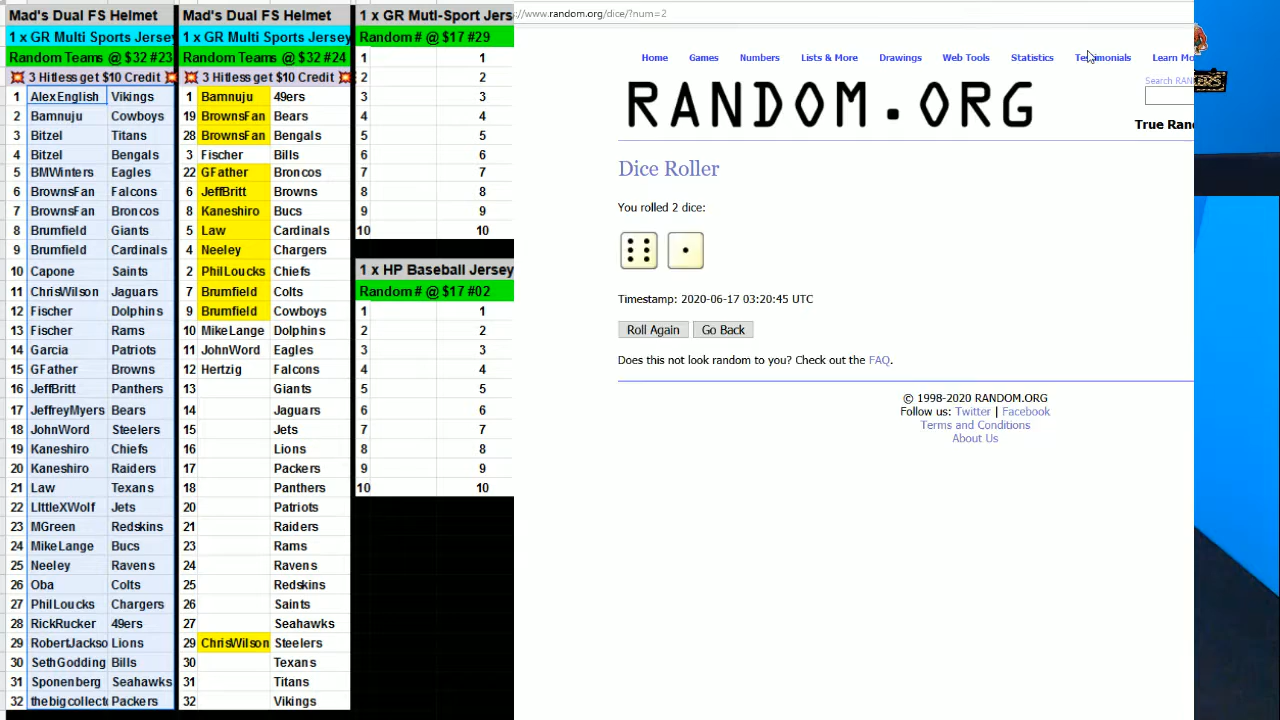 Mad's Dual FS Helmet
1 x GR Multi Sports Jersey
Random Teams @ $32 #23
💥 3 Hitless get $10 Credit 💥
1 AlexEnglish Vikings
2 Bamnuju Cowboys
3 Bitzel Titans
4 Bitzel Bengals
5 BMWinters Eagles
6 BrownsFan Falcons
7 BrownsFan Broncos
8 Brumfield Giants
9 Brumfield Cardinals
10 Capone Saints
11 ChrisWilson Jaguars
12 Fischer Dolphins
13 Fischer Rams
14 Garcia Patriots
15 GFather Browns
16 JeffBritt Panthers
17 JeffreyMyers Bears
18 JohnWord Steelers
19 Kaneshiro Chiefs
20 Kaneshiro Raiders
21 Law Texans
22 LIttleXWolf Jets
23 MGreen Redskins
24 MikeLange Bucs
25 Neeley Ravens
26 Oba Colts
27 PhilLoucks Chargers
28 RickRucker 49ers
29 RobertJackso Lions
30 SethGodding Bills
31 Sponenberg Seahawks
32 thebigcollect Packers
Mad's Dual FS Helmet
1 x GR Multi Sports Jersey
Random Teams @ $32 #24
💥 3 Hitless get $10 Credit 💥
1 Bamnuju 49ers
19 BrownsFan Bears
28 BrownsFan Bengals
3 Fischer Bills
22 GFather Broncos
6 JeffBritt Browns
8 Kaneshiro Bucs
5 Law Cardinals
4 Neeley Chargers
2 PhilLoucks Chiefs
7 Brumfield Colts
9 Brumfield Cowboys
10 MikeLange Dolphins
11 JohnWord Eagles
12 Hertzig Falcons
13 Giants
14 Jaguars
15 Jets
16 Lions
17 Packers
18 Panthers
20 Patriots
21 Raiders
23 Rams
24 Ravens
25 Redskins
26 Saints
27 Seahawks
29 ChrisWilson Steelers
30 Texans
31 Titans
32 Vikings
1 x GR Mutl-Sport Jers
Random # @ $17 #29
1 1
2 2
3 3
4 4
5 5
6 6
7 7
8 8
9 9
10 10
1 x HP Baseball Jersey
Random # @ $17 #02
1 1
2 2
3 3
4 4
5 5
6 6
7 7
8 8
9 9
10 10
://www.random.org/dice/?num=2
Home Games Numbers Lists & More Drawings Web Tools Statistics Testimonials Learn Mo
Search RAN
RANDOM.ORG
True Rand
Dice Roller
You rolled 2 dice:
Timestamp: 2020-06-17 03:20:45 UTC
Roll Again Go Back
Does this not look random to you? Check out the FAQ.
© 1998-2020 RANDOM.ORG
Follow us: Twitter | Facebook
Terms and Conditions
About Us